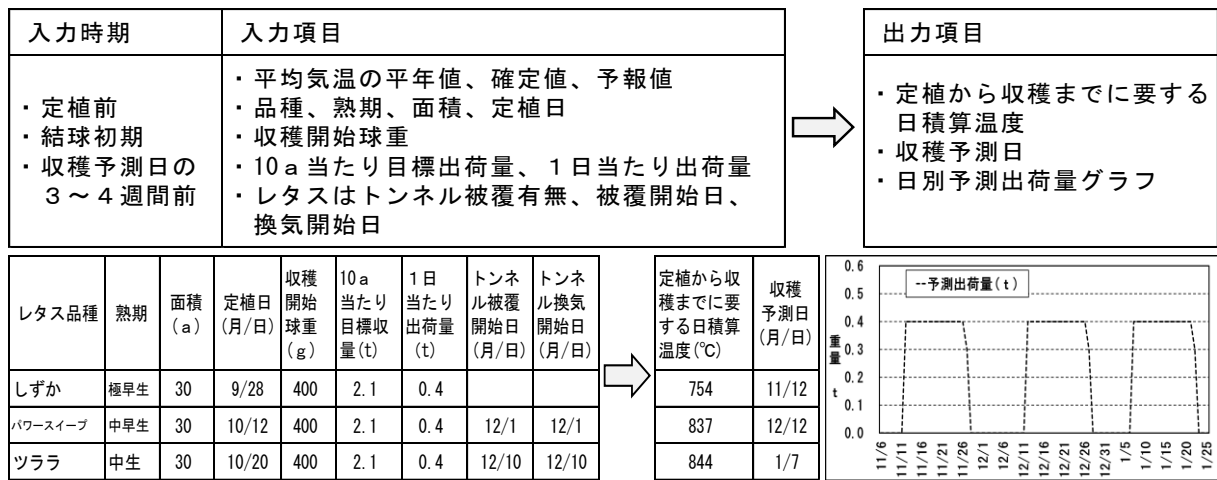 入力時期
入力項目
出力項目
・定植前
・結球初期
・収穫予測日の
３～４週間前
・平均気温の平年値、確定値、予報値
・品種、熟期、面積、定植日
・収穫開始球重
・10a当たり目標出荷量、１日当たり出荷量
・レタスはトンネル被覆有無、被覆開始日、
換気開始日
・定植から収穫までに要する
日積算温度
・収穫予測日
・日別予測出荷量グラフ
レタス品種
熟期
面積
(a)
定植日
(月/日)
収穫
開始
球重
(g)
10a
当たり
目標収
量(t)
１日
当たり
出荷量
(t)
トンネ
ル被覆
開始日
(月/日)
トンネ
ル換気
開始日
(月/日)
定植から収
穫までに要
する日積算
温度(℃)
収穫
予測日
(月/日)
しずか 極早生 30 9/28 400 2.1 0.4 754 11/12
パワースイープ 中早生 30 10/12 400 2.1 0.4 12/1 12/1 837 12/12
ツララ 中生 30 10/20 400 2.1 0.4 12/10 12/10 844 1/7
--予測出荷量(t)
重量 t
0.6
0.5
0.4
0.3
0.2
0.1
0.0
11/6 11/11 11/16 11/21 11/26 12/1 12/6 12/11 12/16 12/21 12/26 12/31 1/5 1/10 1/15 1/20 1/25